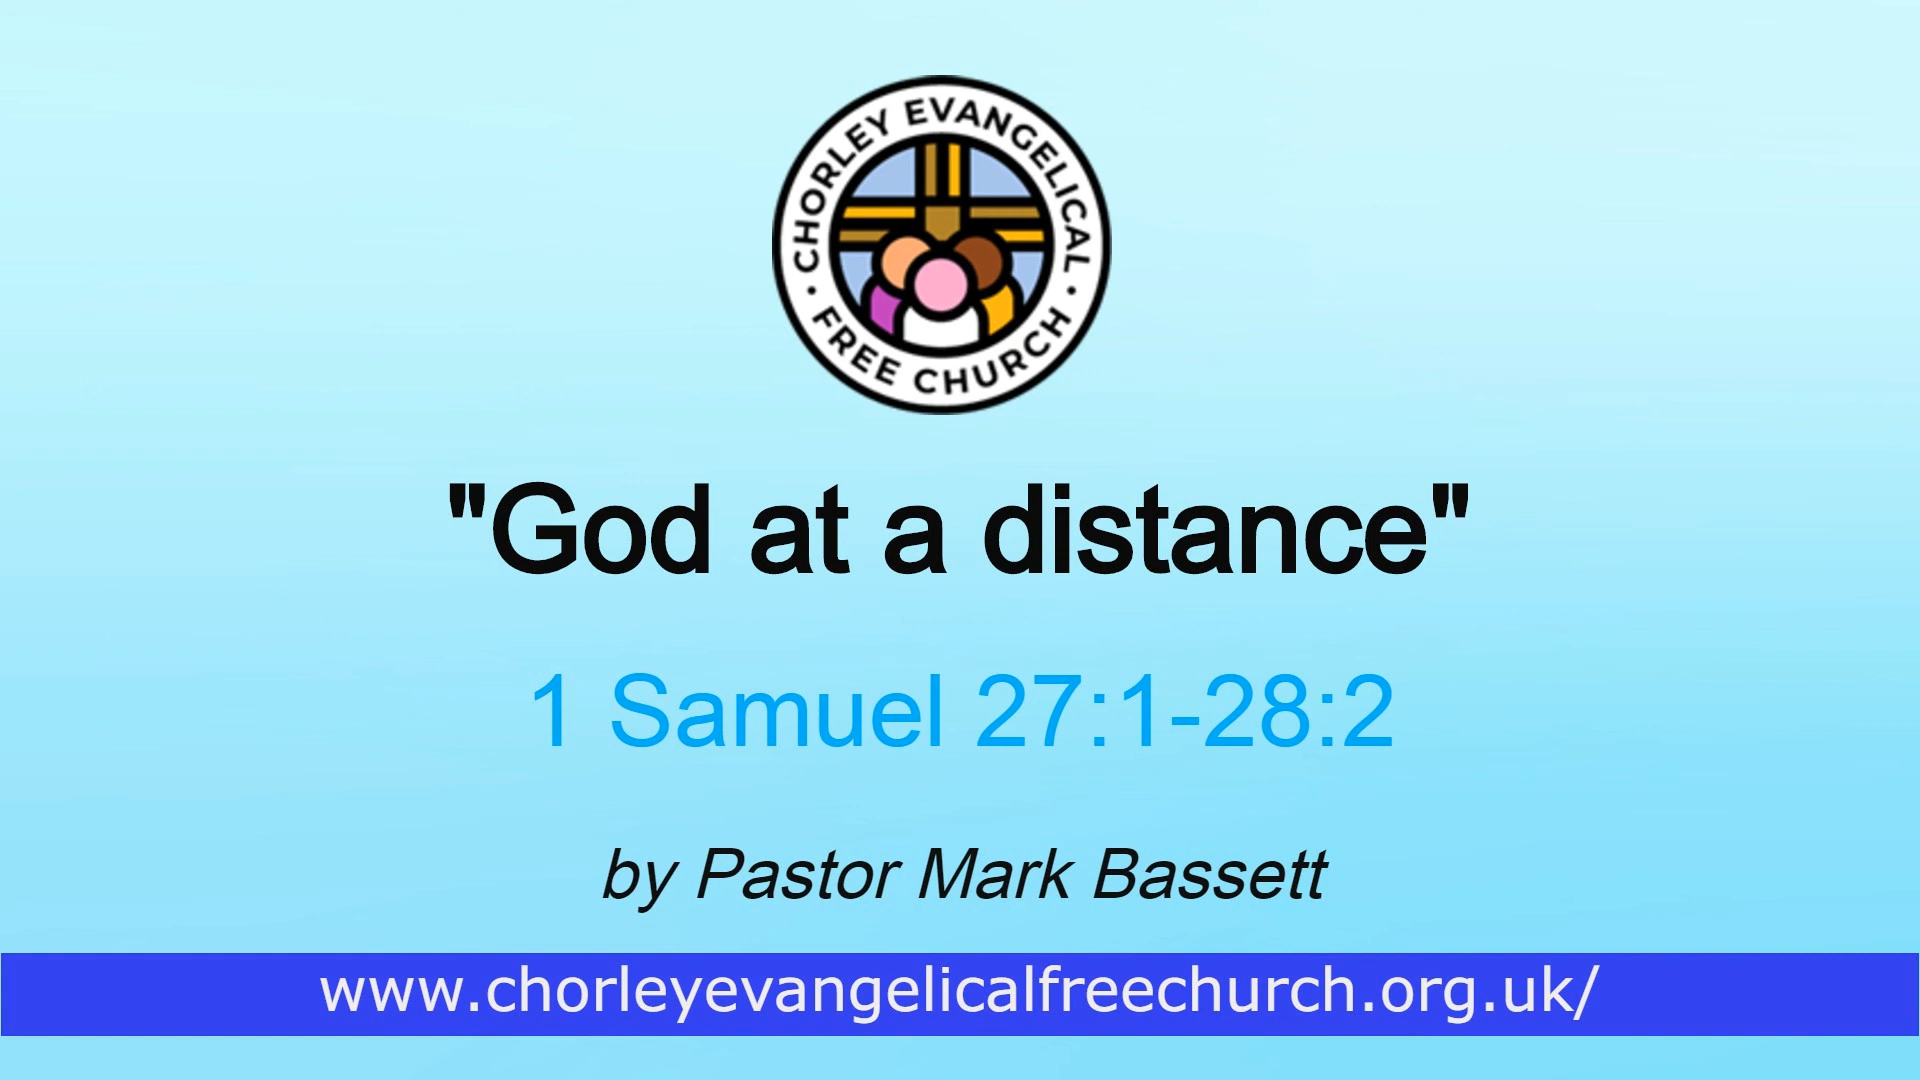 CHORLEY EVANGELICAL
· FREE CHURCH ·
"God at a distance"
1 Samuel 27:1-28:2
by Pastor Mark Bassett
www.chorleyevangelicalfreechurch.org.uk/